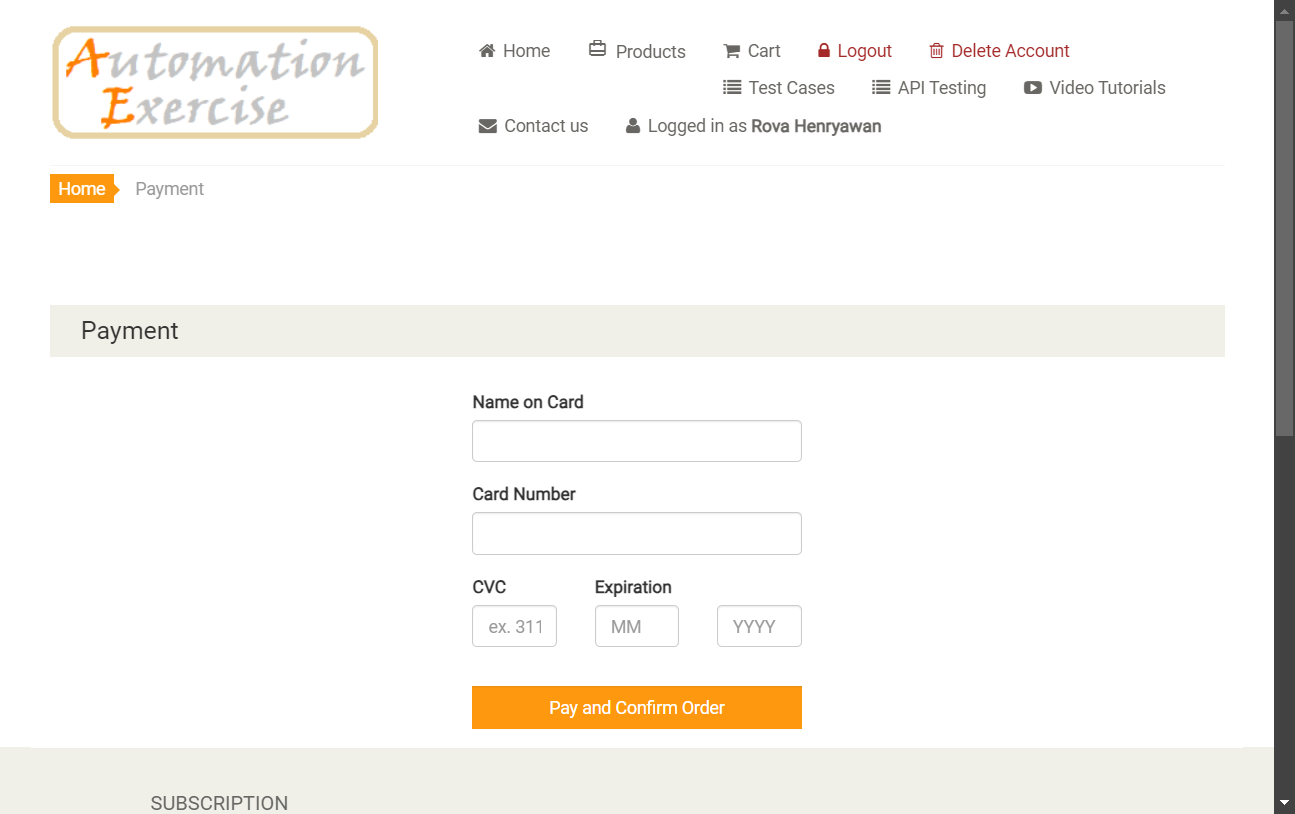 Automation
Exercise
Home Products Cart Logout Delete Account
Test Cases API Testing Video Tutorials
Contact us Logged in as Rova Henryawan
Home Payment
Payment
Name on Card
Card Number
CVC Expiration
ex. 311 MM YYYY
Pay and Confirm Order
SUBSCRIPTION